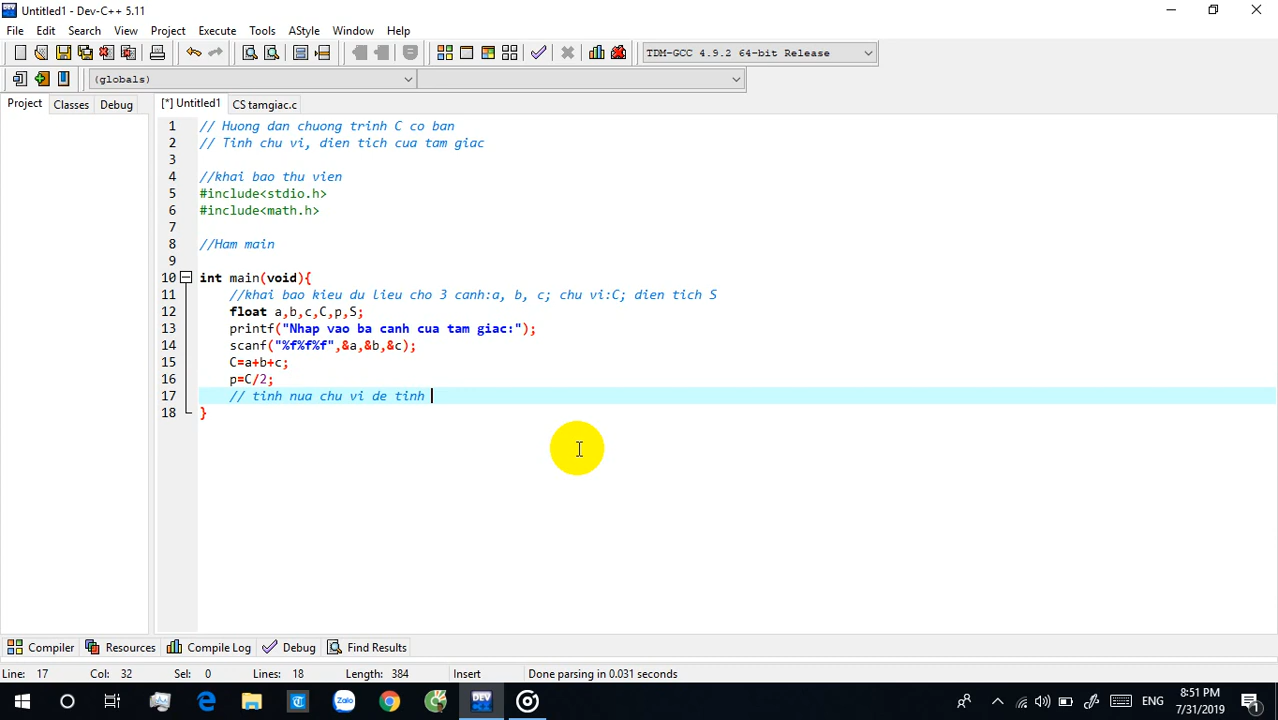 Untitled1 - Dev-C++ 5.11
File Edit Search View Project Execute Tools AStyle Window Help
TDM-GCC 4.9.2 64-bit Release
(globals)
Project Classes Debug [*] Untitled1 CS tamgiac.c
1 // Huong dan chuong trinh C co ban
2 // Tinh chu vi, dien tich cua tam giac
3
4 //khai bao thu vien
5 #include<stdio.h>
6 #include<math.h>
7
8 //Ham main
9
10 int main(void){
11 //khai bao kieu du lieu cho 3 canh:a, b, c; chu vi:C; dien tich S
12 float a,b,c,C,p,S;
13 printf("Nhap vao ba canh cua tam giac:");
14 scanf("%f%f%f",&a,&b,&c);
15 C=a+b+c;
16 p=C/2;
17 // tinh nua chu vi de tinh
18 }
Compiler Resources Compile Log Debug Find Results
Line: 17 Col: 32 Sel: 0 Lines: 18 Length: 384 Insert Done parsing in 0.031 seconds
DEV
Zalo
ENG
8:51 PM
7/31/2019
1